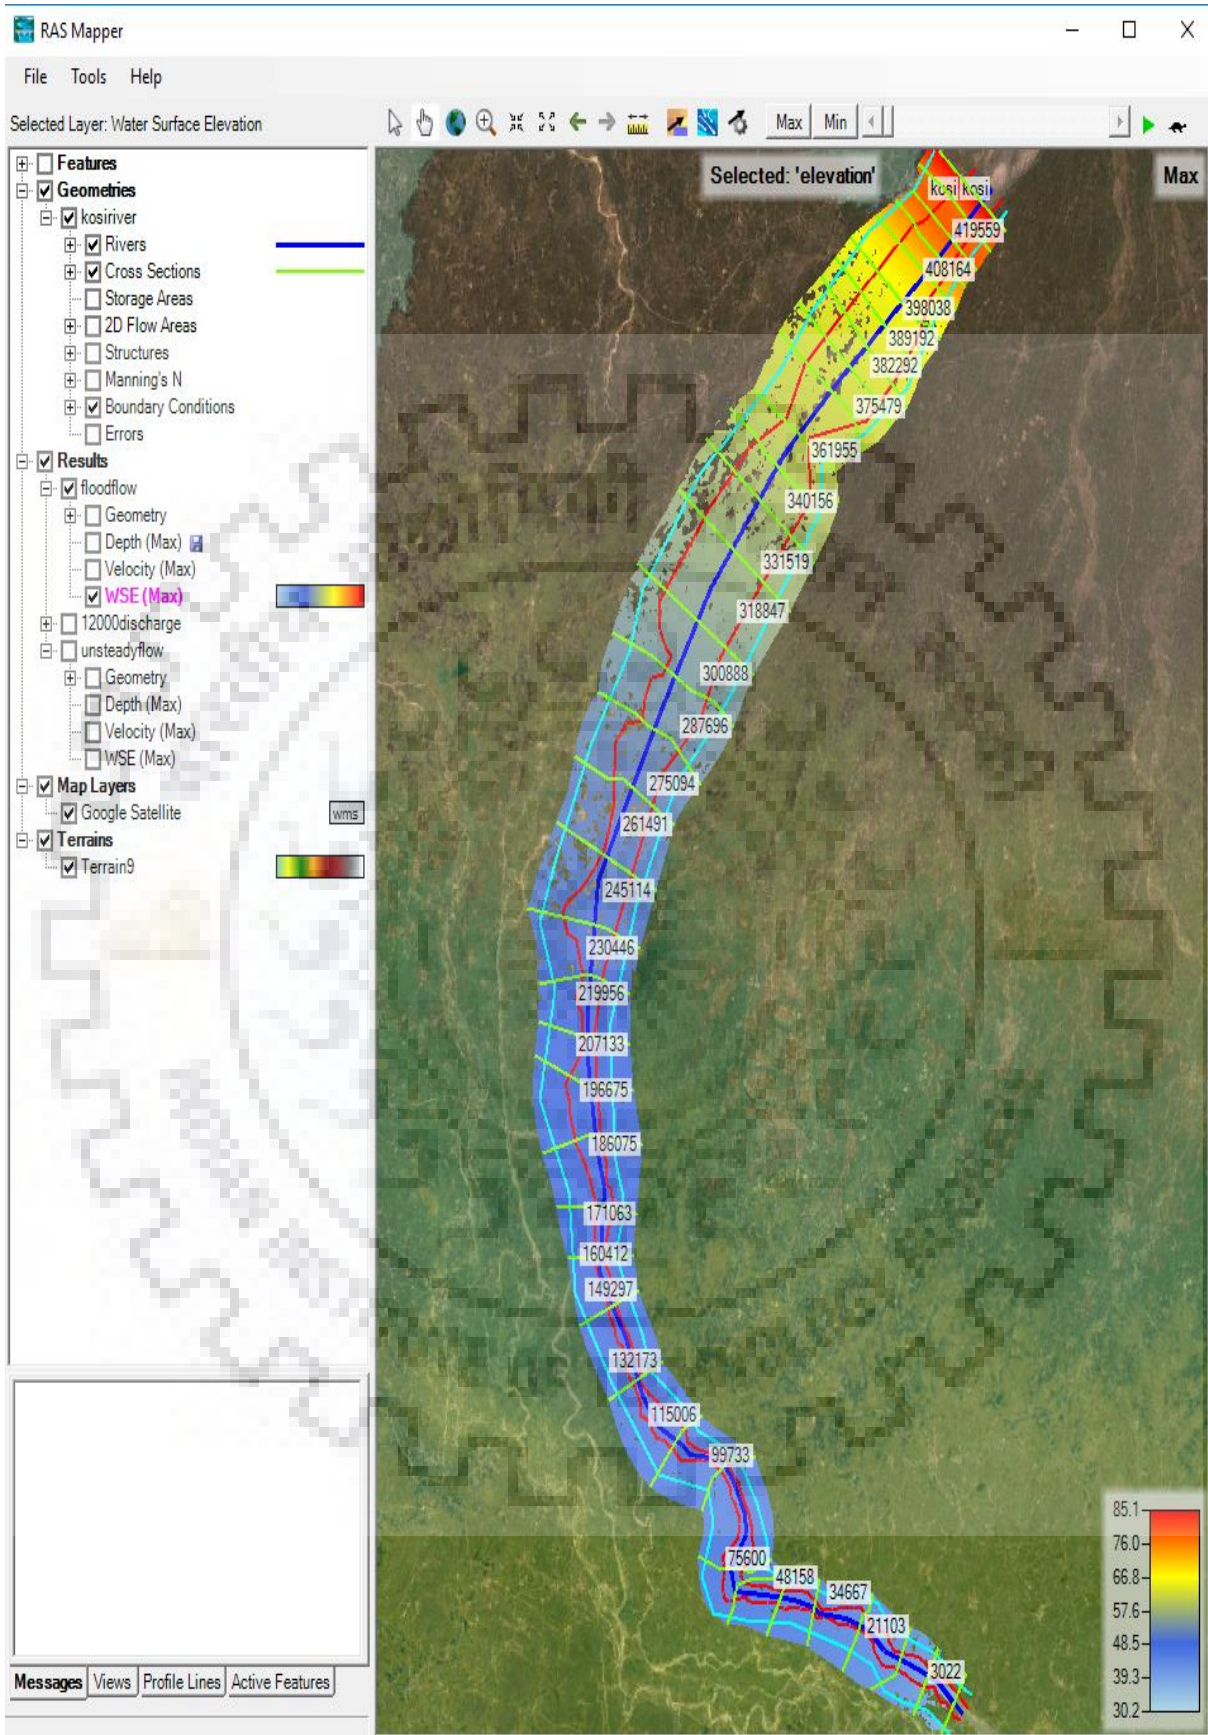 RAS Mapper
File Tools Help
Selected Layer: Water Surface Elevation
Max Min
Features
Geometries
kosiriver
Rivers
Cross Sections
Storage Areas
2D Flow Areas
Structures
Manning's N
Boundary Conditions
Errors
Results
floodflow
Geometry
Depth (Max)
Velocity (Max)
WSE (Max)
12000discharge
unsteadyflow
Geometry
Depth (Max)
Velocity (Max)
WSE (Max)
Map Layers
Google Satellite wms
Terrains
Terrain9
Messages Views Profile Lines Active Features
Selected: 'elevation' Max
kosi kosi
419559
408164
398038
389192
382292
375479
361955
340156
331519
318847
300888
287696
275094
261491
245114
230446
219956
207133
196675
186075
171063
160412
149297
132173
115006
99733
75600
48158
34667
21103
3022
85.1
76.0
66.8
57.6
48.5
39.3
30.2